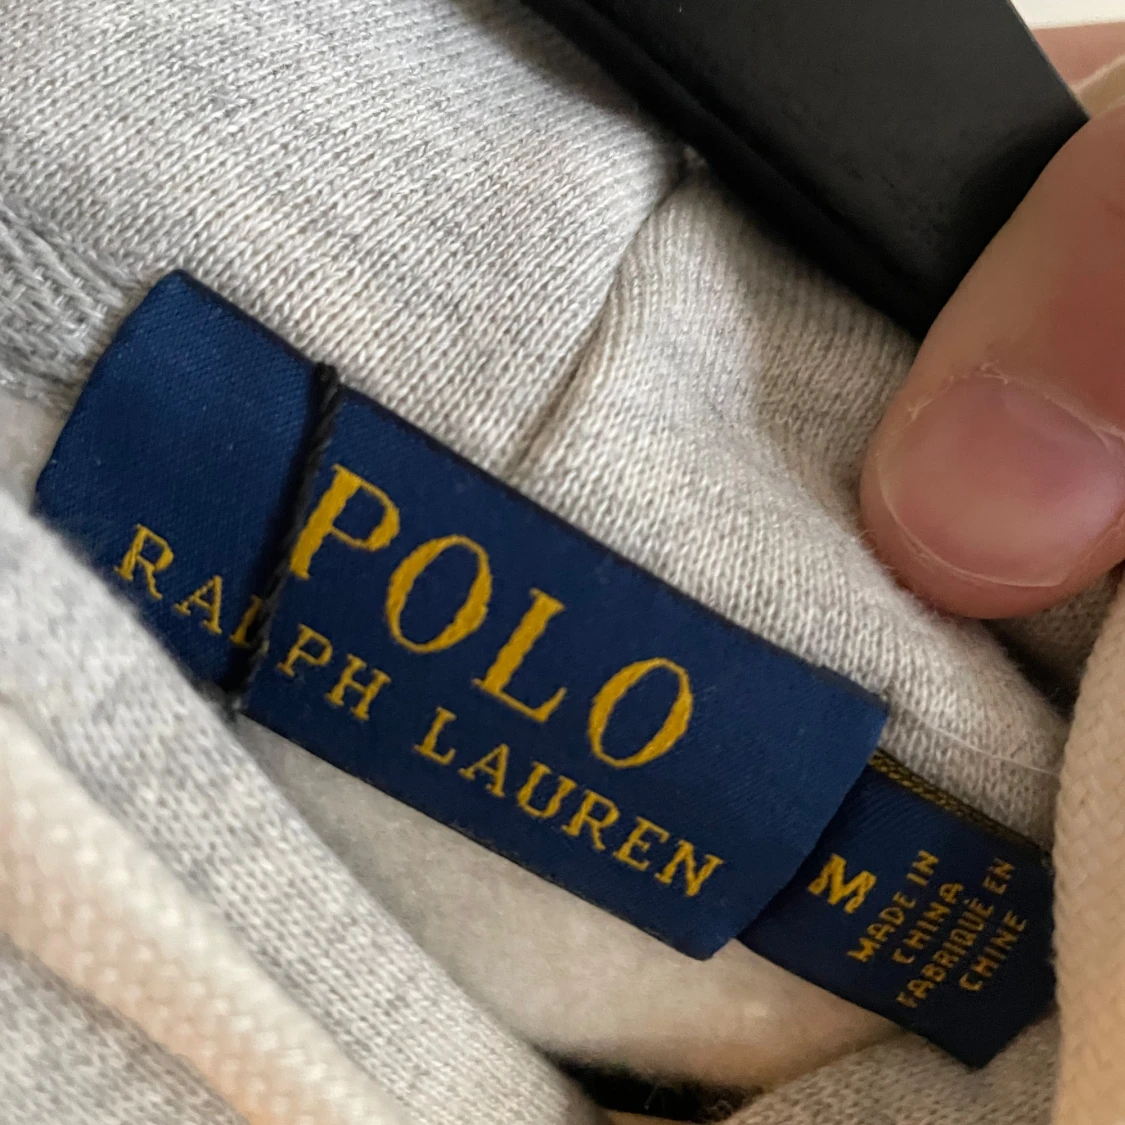 POLO
RALPH LAUREN
M
MADE IN
CHINA
FABRIQUÉ EN
CHINE